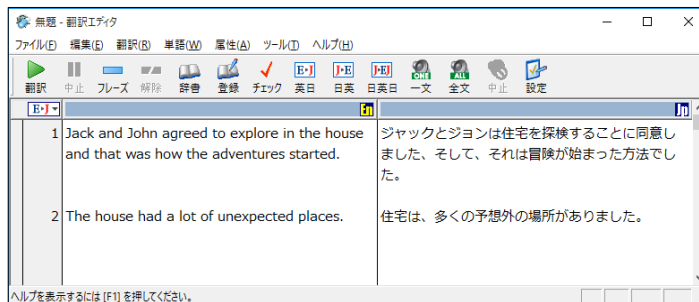 無題 - 翻訳エディタ
ファイル(F) 編集(E) 翻訳(R) 単語(W) 属性(A) ツール(T) ヘルプ(H)
E•J J•E J•EJ ONE ALL
翻訳 中止 フレーズ 解除 辞書 登録 チェック 英日 日英 日英日 一文 全文 中止 設定
E•J En Jn
1 Jack and John agreed to explore in the house ジャックとジョンは住宅を探検することに同意し
and that was how the adventures started. ました、そして、それは冒険が始まった方法でし
た。
2 The house had a lot of unexpected places. 住宅は、多くの予想外の場所がありました。
ヘルプを表示するには [F1] を押してください。